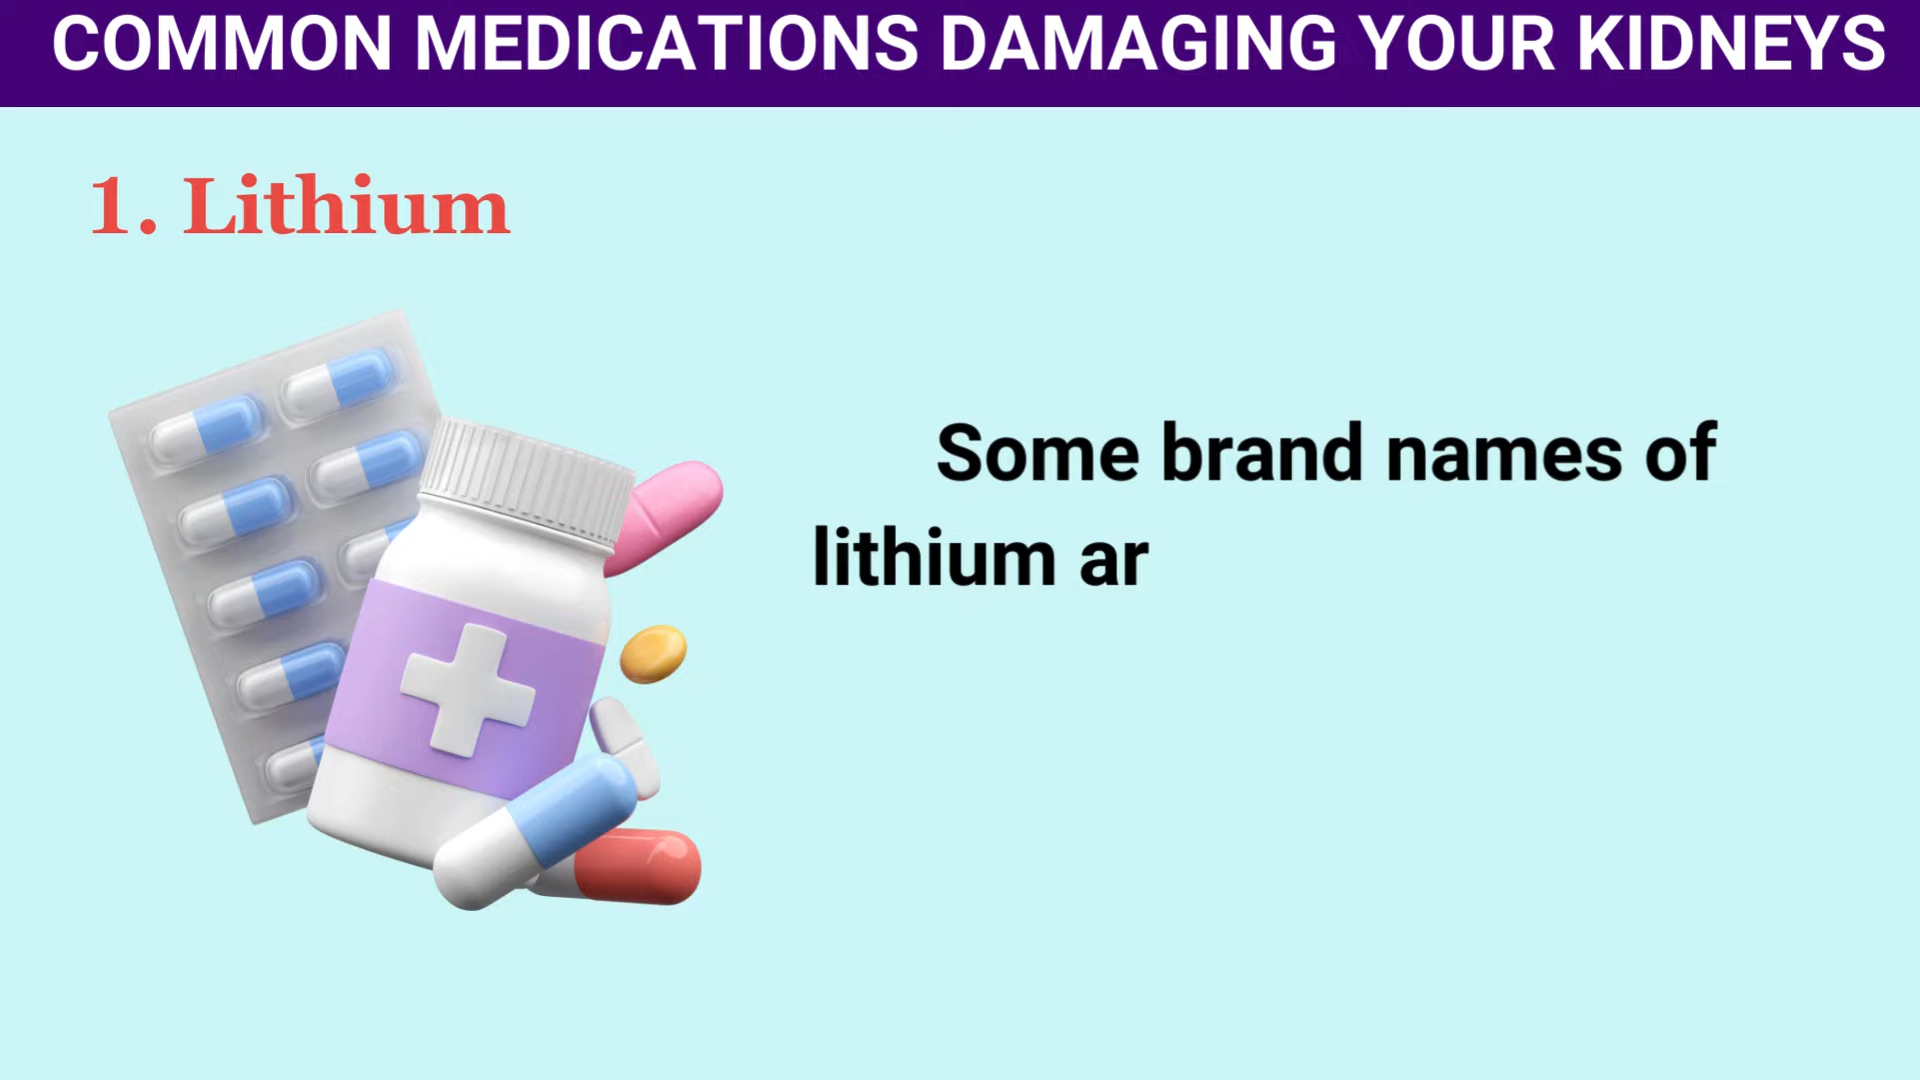 COMMON MEDICATIONS DAMAGING YOUR KIDNEYS
1. Lithium
Some brand names of
lithium ar